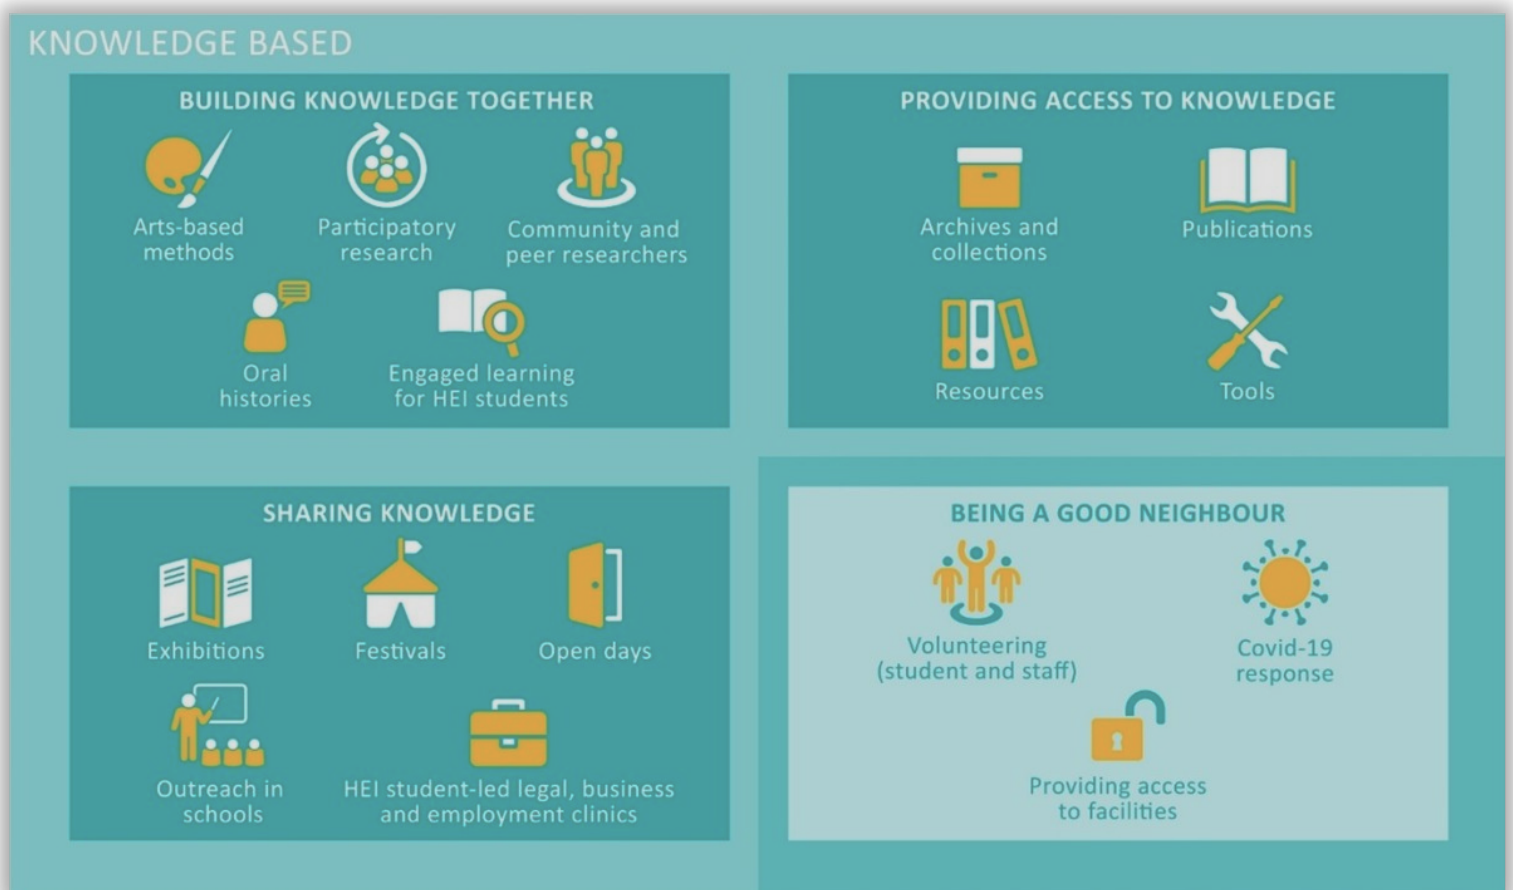 KNOWLEDGE BASED
BUILDING KNOWLEDGE TOGETHER
Arts-based
methods
Participatory
research
Community and
peer researchers
Oral
histories
Engaged learning
for HEI students
PROVIDING ACCESS TO KNOWLEDGE
Archives and
collections
Publications
Resources
Tools
SHARING KNOWLEDGE
Exhibitions
Festivals
Open days
Outreach in
schools
HEI student-led legal, business
and employment clinics
BEING A GOOD NEIGHBOUR
Volunteering
(student and staff)
Covid-19
response
Providing access
to facilities